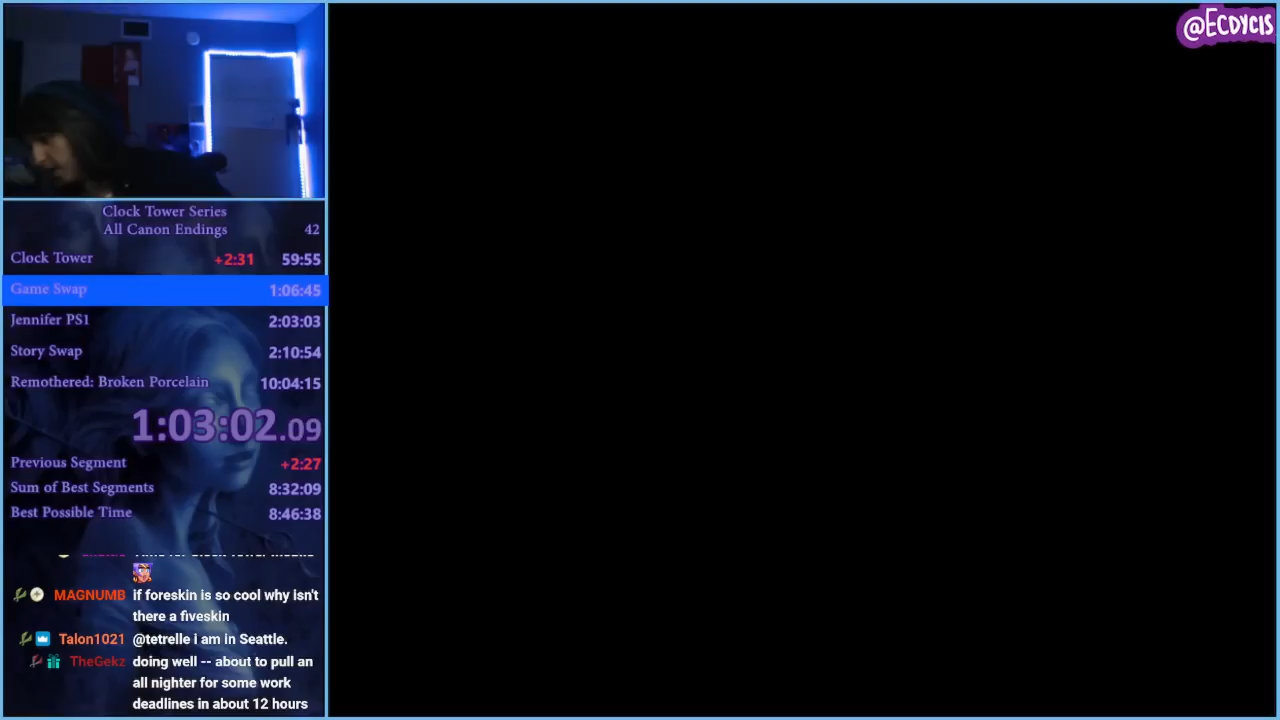 @ECDYCIS
Clock Tower Series
All Canon Endings 42
Clock Tower +2:31 59:55
Game Swap 1:06:45
Jennifer PS1 2:03:03
Story Swap 2:10:54
Remothered: Broken Porcelain 10:04:15
1:03:02.09
Previous Segment +2:27
Sum of Best Segments 8:32:09
Best Possible Time 8:46:38
MAGNUMB if foreskin is so cool why isn't
there a fiveskin
Talon1021 @tetrelle i am in Seattle.
TheGekz doing well -- about to pull an
all nighter for some work
deadlines in about 12 hours